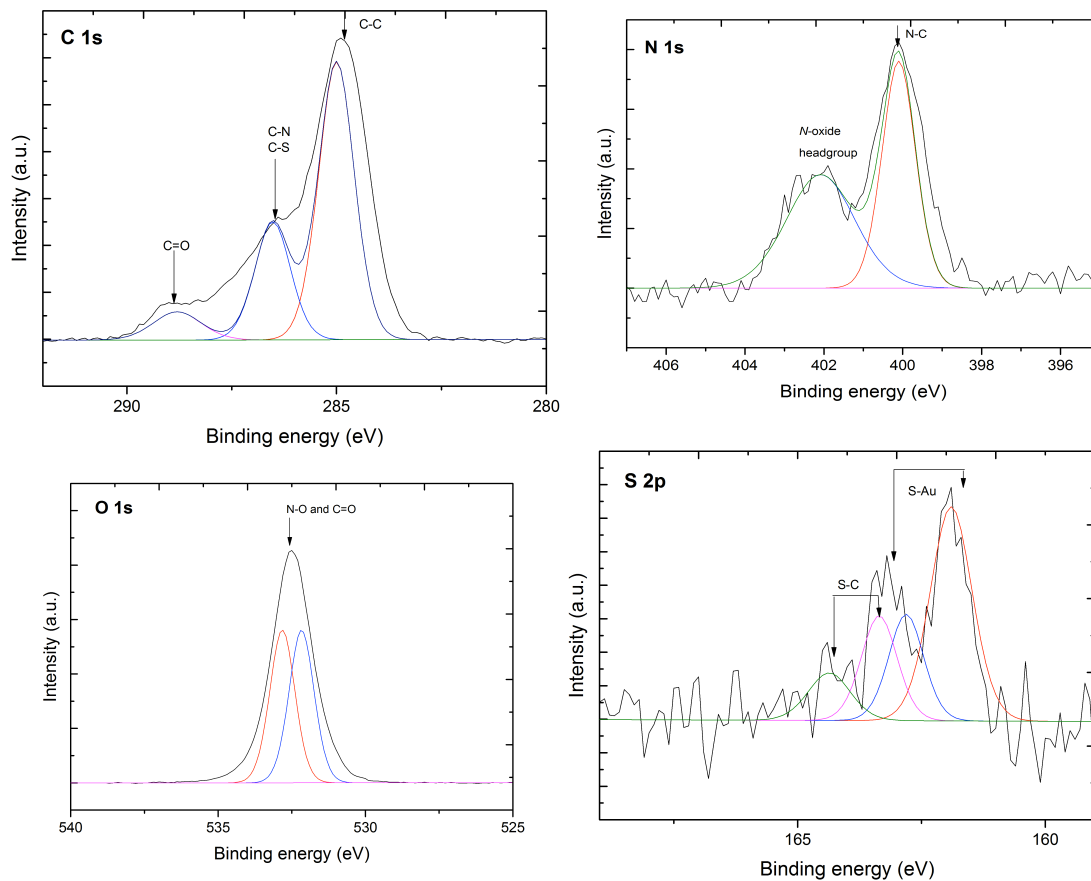 C 1s
C-C
C-N
C-S
C=O
Intensity (a.u.)
290
285
280
Binding energy (eV)
N 1s
N-C
N-oxide
headgroup
Intensity (a.u.)
406
404
402
400
398
396
Binding energy (eV)
O 1s
N-O and C=O
Intensity (a.u.)
540
535
530
525
Binding energy (eV)
S 2p
S-Au
S-C
Intensity (a.u.)
165
160
Binding energy (eV)